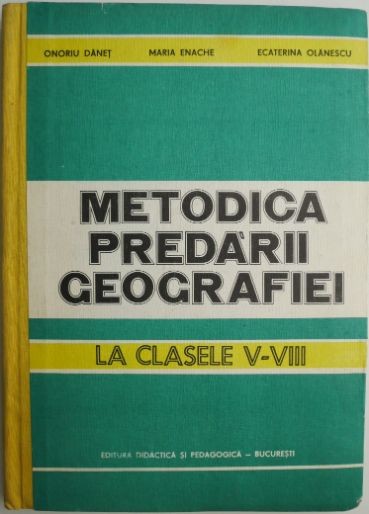 ONORIU DĂNEȚ MARIA ENACHE ECATERINA OLĂNESCU
METODICA
PREDĂRII
GEOGRAFIEI
LA CLASELE V-VIII
EDITURA DIDACTICĂ ȘI PEDAGOGICĂ – BUCUREȘTI